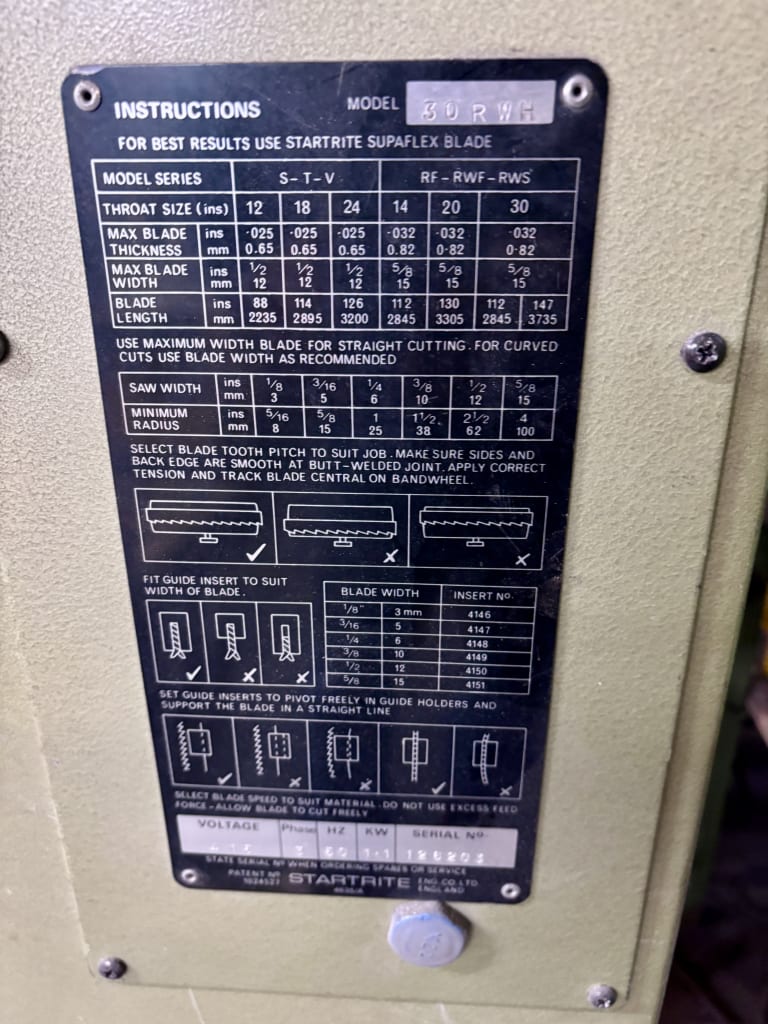 INSTRUCTIONS MODEL 30RWH
FOR BEST RESULTS USE STARTRITE SUPAFLEX BLADE
MODEL SERIES S-T-V RF-RWF-RWS
THROAT SIZE (ins) 12 18 24 14 20 30
MAX BLADE THICKNESS ins ·025 ·025 ·025 ·032 ·032 ·032
mm 0.65 0.65 0.65 0.82 0·82 0·82
MAX BLADE WIDTH ins 1/2 1/2 1/2 5/8 5/8 5/8
mm 12 12 12 15 15 15
BLADE LENGTH ins 88 114 126 112 130 112 147
mm 2235 2895 3200 2845 3305 2845 3735
USE MAXIMUM WIDTH BLADE FOR STRAIGHT CUTTING. FOR CURVED
CUTS USE BLADE WIDTH AS RECOMMENDED
SAW WIDTH ins 1/8 3/16 1/4 3/8 1/2 5/8
mm 3 5 6 10 12 15
MINIMUM RADIUS ins 5/16 5/8 1 1 1/2 2 1/2 4
mm 8 15 25 38 62 100
SELECT BLADE TOOTH PITCH TO SUIT JOB. MAKE SURE SIDES AND
BACK EDGE ARE SMOOTH AT BUTT-WELDED JOINT. APPLY CORRECT
TENSION AND TRACK BLADE CENTRAL ON BANDWHEEL.
FIT GUIDE INSERT TO SUIT
WIDTH OF BLADE.
BLADE WIDTH INSERT No.
1/8" 3 mm 4146
3/16 5 4147
1/4 6 4148
3/8 10 4149
1/2 12 4150
5/8 15 4151
SET GUIDE INSERTS TO PIVOT FREELY IN GUIDE HOLDERS AND
SUPPORT THE BLADE IN A STRAIGHT LINE
SELECT BLADE SPEED TO SUIT MATERIAL. DO NOT USE EXCESS FEED
FORCE-ALLOW BLADE TO CUT FREELY
VOLTAGE Phase HZ KW SERIAL No.
415 3 50 1·1 126203
STATE SERIAL No WHEN ORDERING SPARES OR SERVICE
PATENT No 1024527 STARTRITE ENG. CO. LTD. ENGLAND